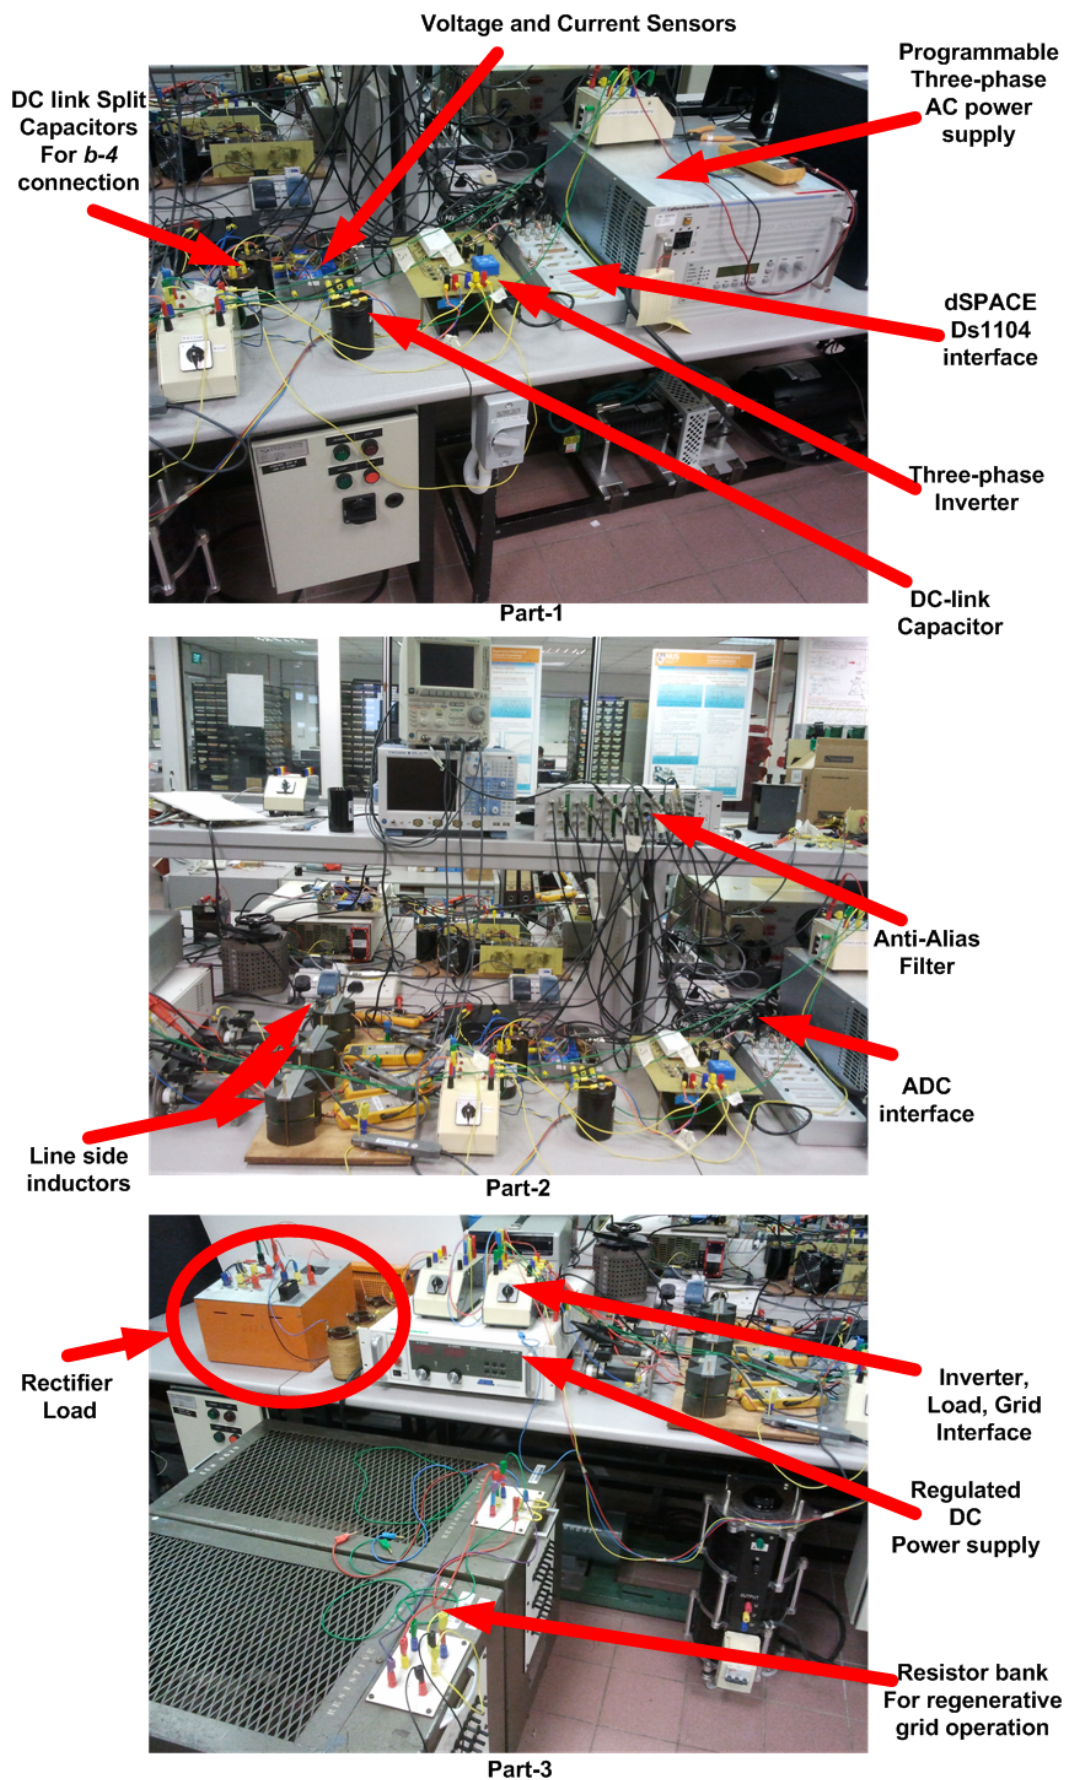 Voltage and Current Sensors
Programmable
Three-phase
AC power
supply
DC link Split
Capacitors
For b-4
connection
dSPACE
Ds1104
interface
Three-phase
Inverter
DC-link
Capacitor
Part-1
Anti-Alias
Filter
ADC
interface
Line side
inductors
Part-2
Rectifier
Load
Inverter,
Load, Grid
Interface
Regulated
DC
Power supply
OUTPUT
Resistor bank
For regenerative
grid operation
Part-3